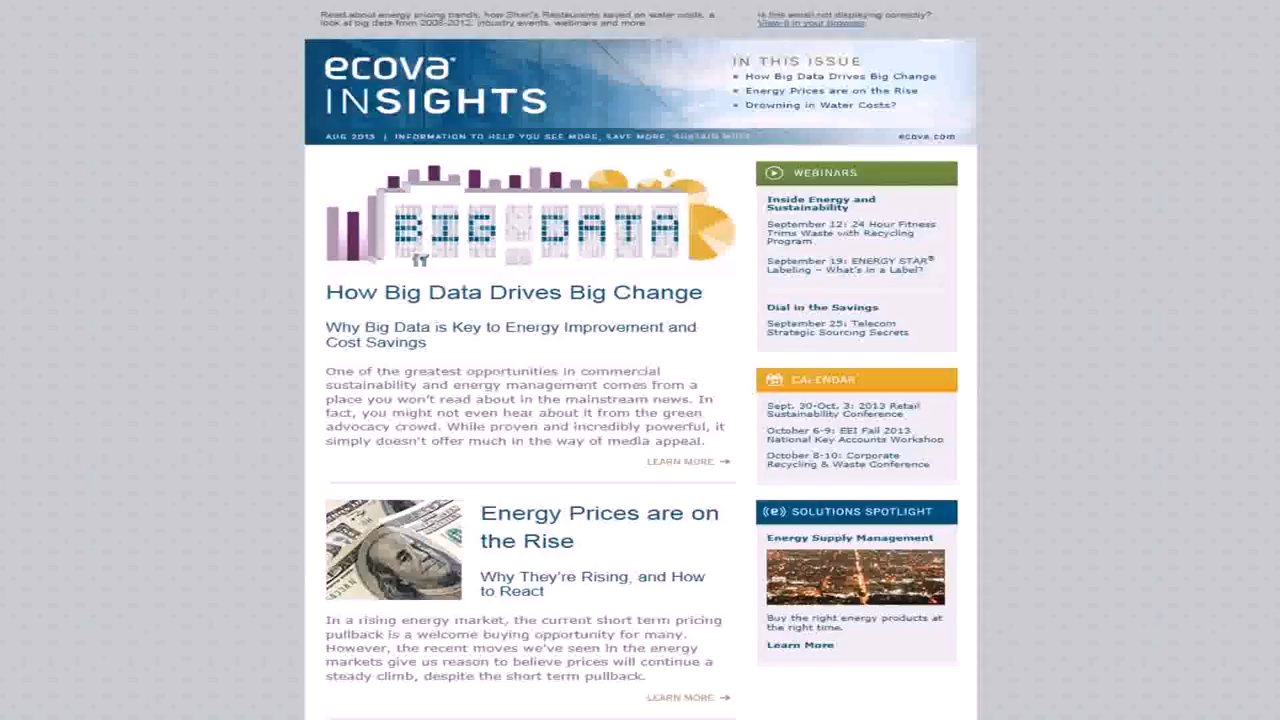 Read about energy pricing trends, how Shari's Restaurants saved on water costs, a
look at big data from 2008-2012, industry events, webinars and more.
Is this email not displaying correctly?
View it in your browser
ecova®
INSIGHTS
IN THIS ISSUE
• How Big Data Drives Big Change
• Energy Prices are on the Rise
• Drowning in Water Costs?
AUG 2013 | INFORMATION TO HELP YOU SEE MORE, SAVE MORE, SUSTAIN MORE
ecova.com
BIG DATA
How Big Data Drives Big Change
Why Big Data is Key to Energy Improvement and
Cost Savings
One of the greatest opportunities in commercial
sustainability and energy management comes from a
place you won't read about in the mainstream news. In
fact, you might not even hear about it from the green
advocacy crowd. While proven and incredibly powerful, it
simply doesn't offer much in the way of media appeal.
LEARN MORE →
Energy Prices are on
the Rise
Why They're Rising, and How
to React
In a rising energy market, the current short term pricing
pullback is a welcome buying opportunity for many.
However, the recent moves we've seen in the energy
markets give us reason to believe prices will continue a
steady climb, despite the short term pullback.
LEARN MORE →
WEBINARS
Inside Energy and
Sustainability
September 12: 24 Hour Fitness
Trims Waste with Recycling
Program
September 19: ENERGY STAR®
Labeling – What's in a Label?
Dial in the Savings
September 25: Telecom
Strategic Sourcing Secrets
CALENDAR
Sept. 30-Oct. 3: 2013 Retail
Sustainability Conference
October 6-9: EEI Fall 2013
National Key Accounts Workshop
October 8-10: Corporate
Recycling & Waste Conference
((e)) SOLUTIONS SPOTLIGHT
Energy Supply Management
Buy the right energy products at
the right time.
Learn More